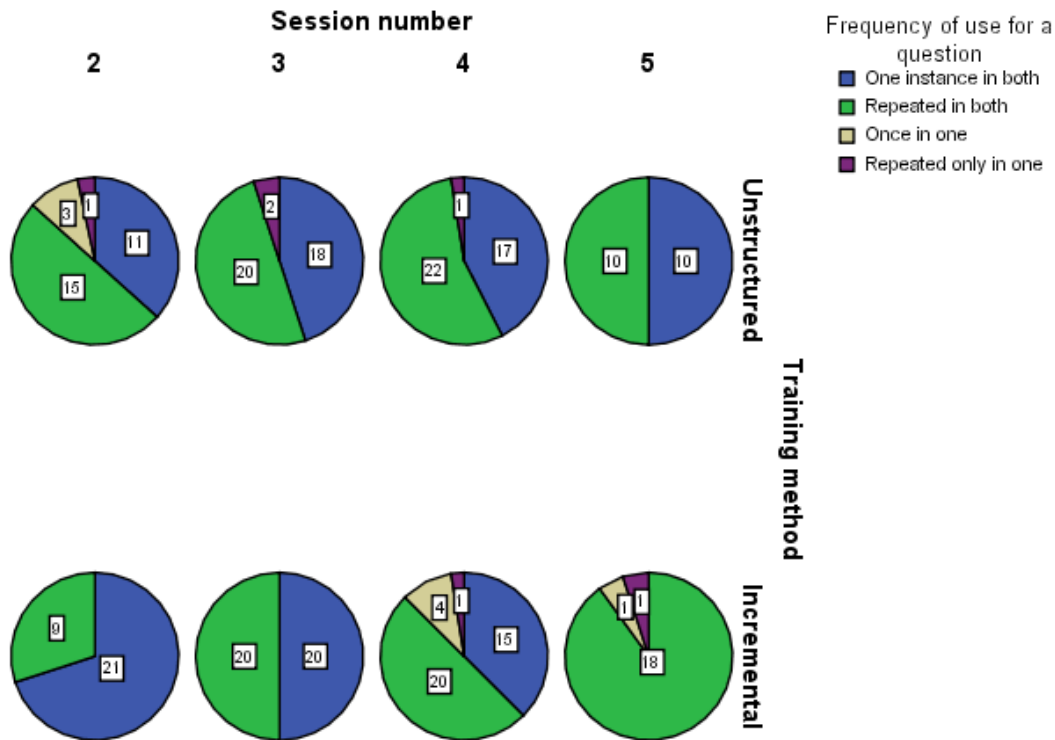 Session number
2 3 4 5
Frequency of use for a
question
One instance in both
Repeated in both
Once in one
Repeated only in one
Unstructured
3 1 11 15
2 18 20
1 17 22
10 10
Training method
Incremental
9 21
20 20
4 1 15 20
1 1 18